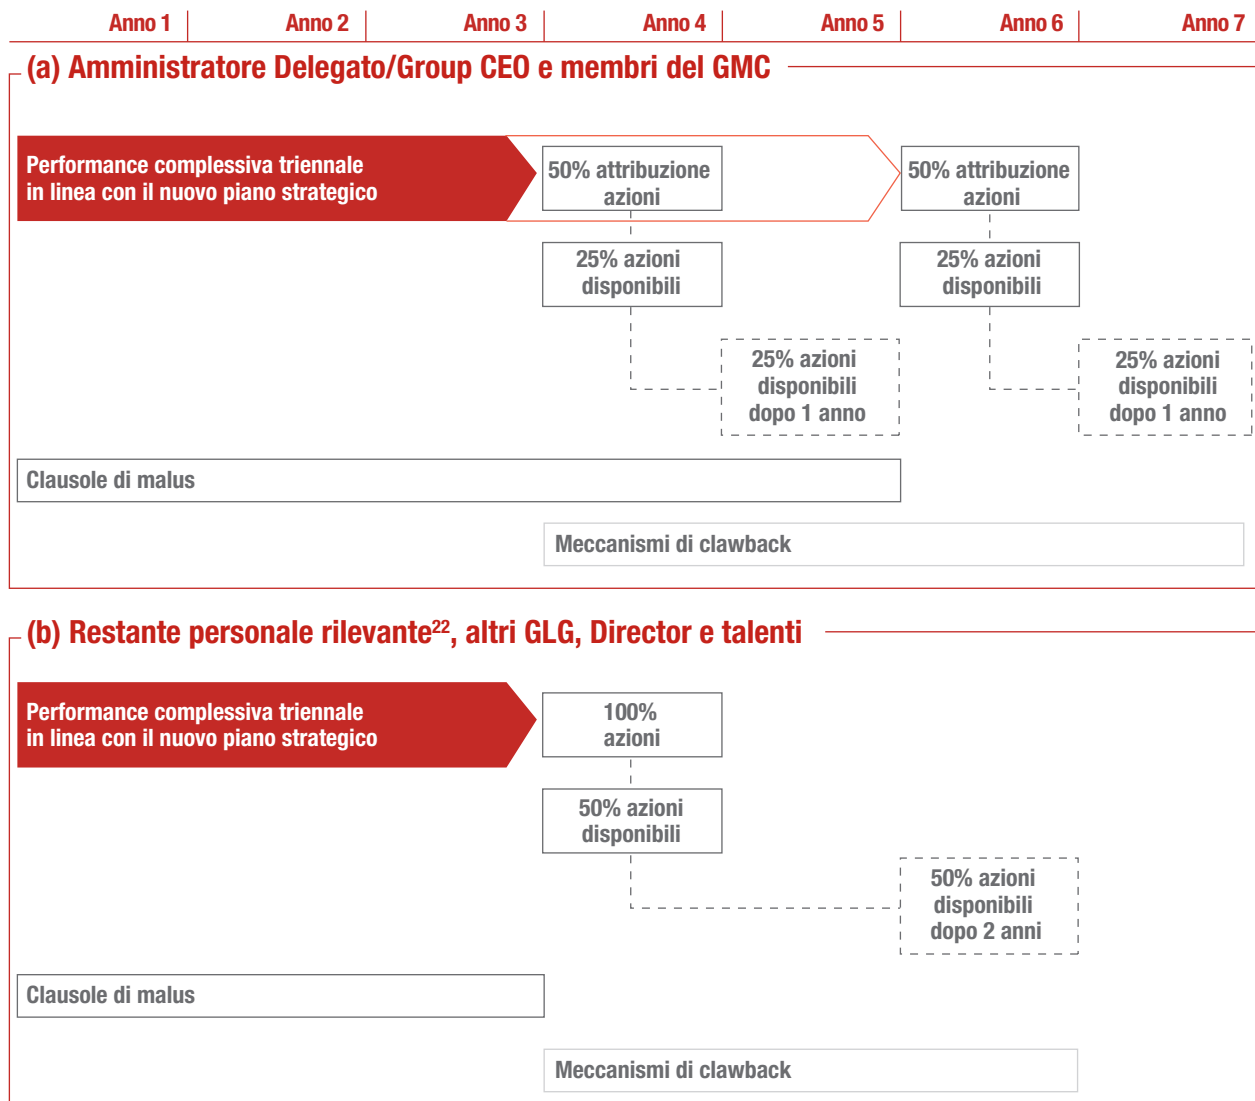 Anno 1 Anno 2 Anno 3 Anno 4 Anno 5 Anno 6 Anno 7
(a) Amministratore Delegato/Group CEO e membri del GMC
Performance complessiva triennale
in linea con il nuovo piano strategico
50% attribuzione
azioni
50% attribuzione
azioni
25% azioni
disponibili
25% azioni
disponibili
25% azioni
disponibili
dopo 1 anno
25% azioni
disponibili
dopo 1 anno
Clausole di malus
Meccanismi di clawback
(b) Restante personale rilevante²², altri GLG, Director e talenti
Performance complessiva triennale
in linea con il nuovo piano strategico
100%
azioni
50% azioni
disponibili
50% azioni
disponibili
dopo 2 anni
Clausole di malus
Meccanismi di clawback